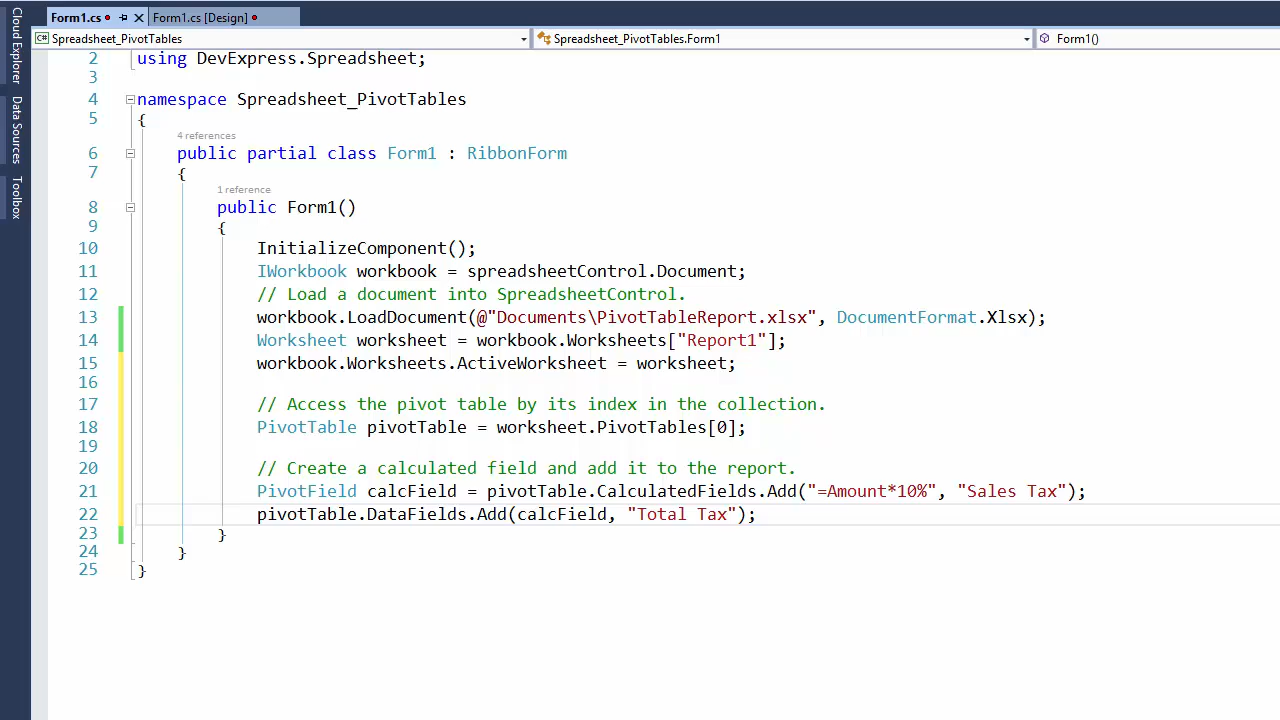 Cloud Explorer
Data Sources
Toolbox
Form1.cs Form1.cs [Design]
C# Spreadsheet_PivotTables Spreadsheet_PivotTables.Form1 Form1()
2 using DevExpress.Spreadsheet;
3
4 namespace Spreadsheet_PivotTables
5 {
4 references
6 public partial class Form1 : RibbonForm
7 {
1 reference
8 public Form1()
9 {
10 InitializeComponent();
11 IWorkbook workbook = spreadsheetControl.Document;
12 // Load a document into SpreadsheetControl.
13 workbook.LoadDocument(@"Documents\PivotTableReport.xlsx", DocumentFormat.Xlsx);
14 Worksheet worksheet = workbook.Worksheets["Report1"];
15 workbook.Worksheets.ActiveWorksheet = worksheet;
16
17 // Access the pivot table by its index in the collection.
18 PivotTable pivotTable = worksheet.PivotTables[0];
19
20 // Create a calculated field and add it to the report.
21 PivotField calcField = pivotTable.CalculatedFields.Add("=Amount*10%", "Sales Tax");
22 pivotTable.DataFields.Add(calcField, "Total Tax");
23 }
24 }
25 }